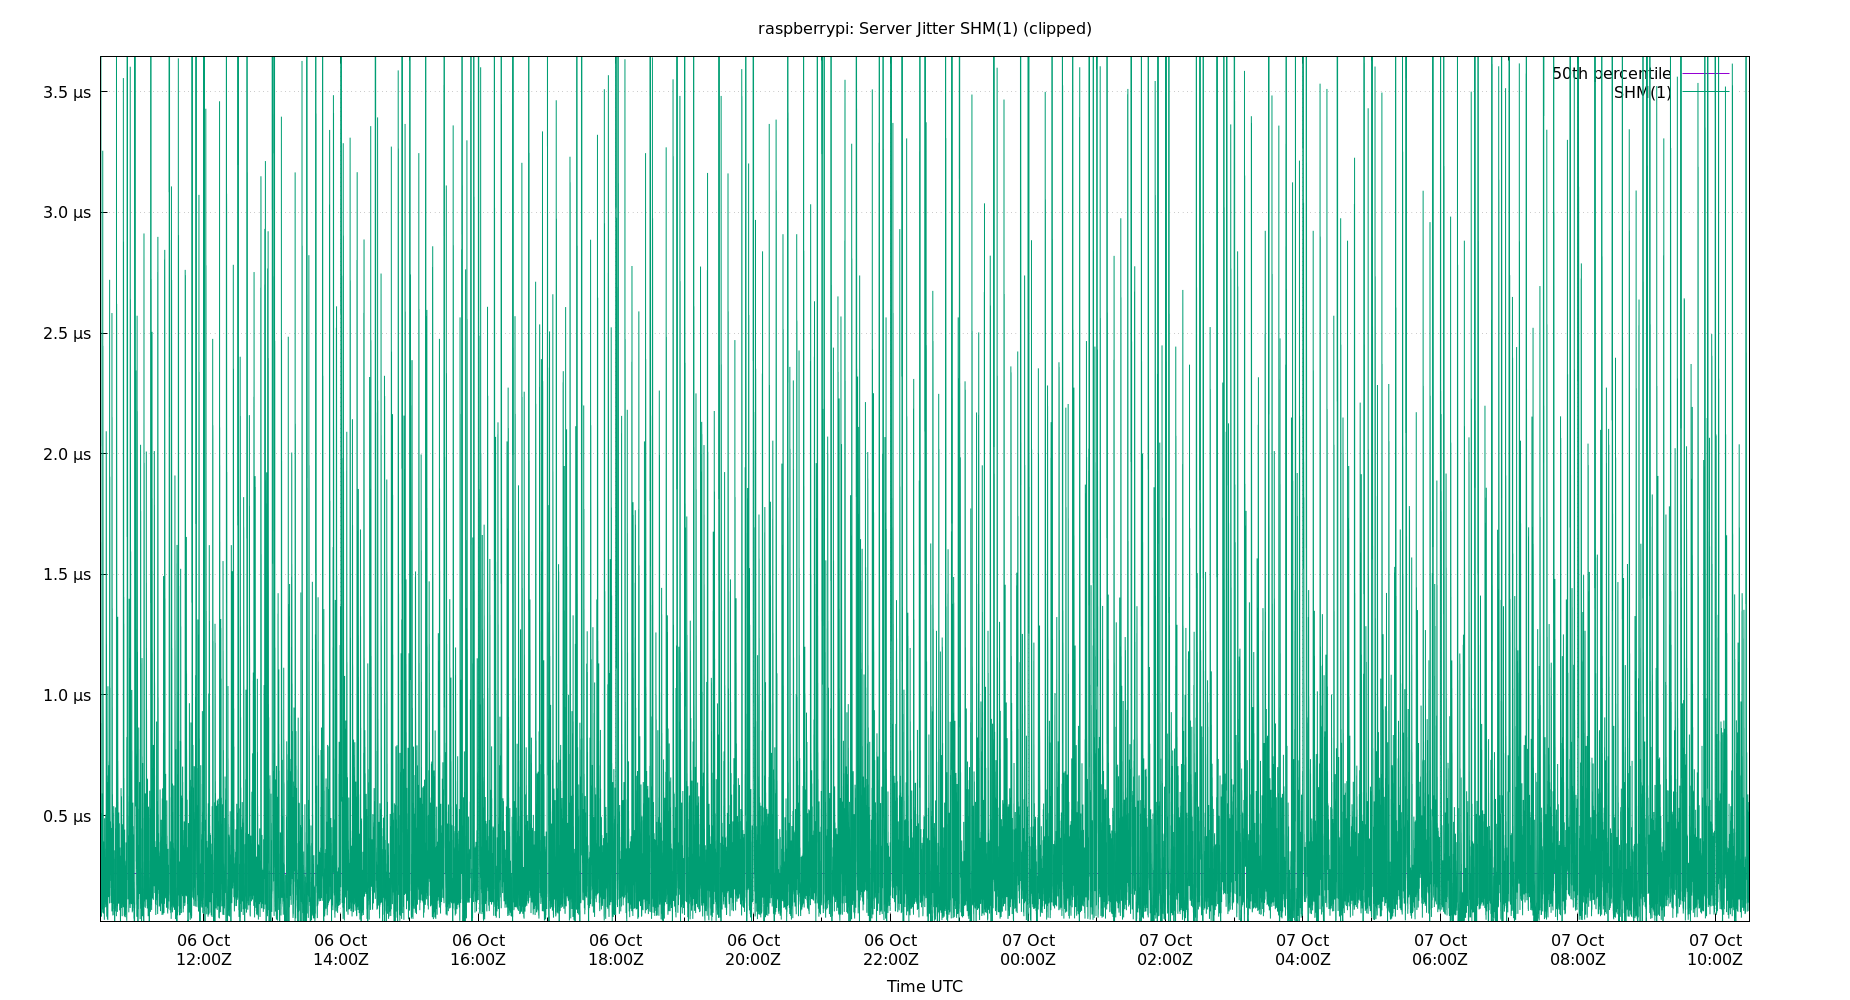 raspberrypi: Server Jitter SHM(1) (clipped)
50th percentile
SHM(1)
3.5 μs
3.0 μs
2.5 μs
2.0 μs
1.5 μs
1.0 μs
0.5 μs
06 Oct 06 Oct 06 Oct 06 Oct 06 Oct 06 Oct 07 Oct 07 Oct 07 Oct 07 Oct 07 Oct 07 Oct
12:00Z 14:00Z 16:00Z 18:00Z 20:00Z 22:00Z 00:00Z 02:00Z 04:00Z 06:00Z 08:00Z 10:00Z
Time UTC